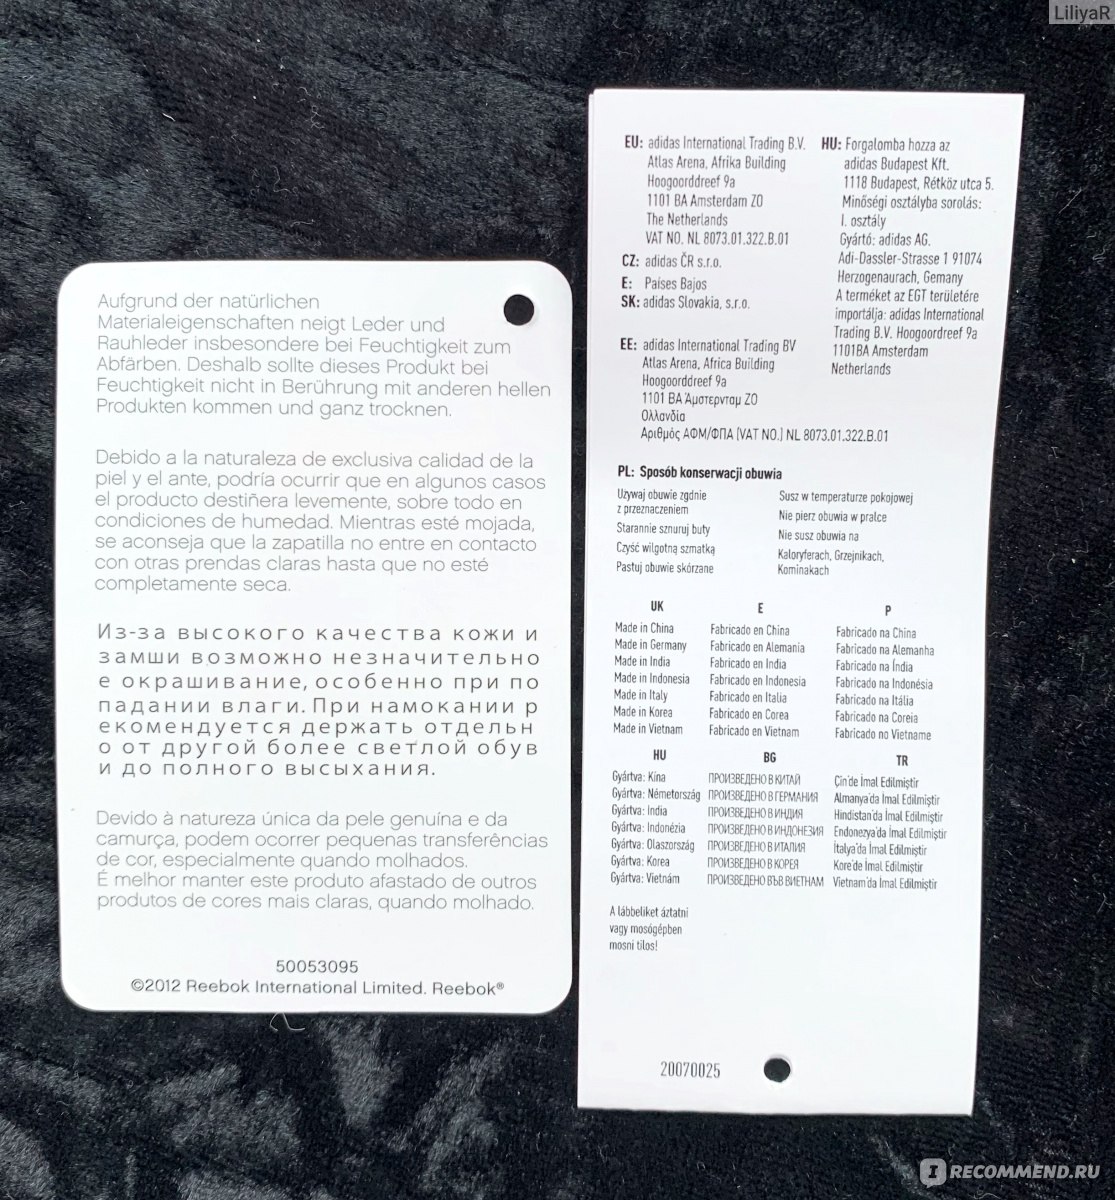 LiliyaR
Aufgrund der natürlichen
Materialeigenschaften neigt Leder und
Rauhleder insbesondere bei Feuchtigkeit zum
Abfärben. Deshalb sollte dieses Produkt bei
Feuchtigkeit nicht in Berührung mit anderen hellen
Produkten kommen und ganz trocknen.
Debido a la naturaleza de exclusiva calidad de la
piel y el ante, podría ocurrir que en algunos casos
el producto destiñera levemente, sobre todo en
condiciones de humedad. Mientras esté mojada,
se aconseja que la zapatilla no entre en contacto
con otras prendas claras hasta que no esté
completamente seca.
Из-за высокого качества кожи и
замши возможно незначительно
е окрашивание, особенно при по
падании влаги. При намокании р
екомендуется держать отдельн
о от другой более светлой обув
и до полного высыхания.
Devido à natureza única da pele genuína e da
camurça, podem ocorrer pequenas transferências
de cor, especialmente quando molhados.
É melhor manter este produto afastado de outros
produtos de cores mais claras, quando molhado.
50053095
©2012 Reebok International Limited. Reebok®
EU: adidas International Trading B.V.
Atlas Arena, Afrika Building
Hoogoorddreef 9a
1101 BA Amsterdam ZO
The Netherlands
VAT NO. NL 8073.01.322.B.01
CZ: adidas ČR s.r.o.
E: Países Bajos
SK: adidas Slovakia, s.r.o.
EE: adidas International Trading BV
Atlas Arena, Africa Building
Hoogoorddreef 9a
1101 BA Άμστερνταμ ZO
Ολλανδία
Αριθμός ΑΦΜ/ΦΠΑ (VAT NO.) NL 8073.01.322.B.01
HU: Forgalomba hozza az
adidas Budapest Kft.
1118 Budapest, Rétköz utca 5.
Minőségi osztályba sorolás:
I. osztály
Gyártó: adidas AG.
Adi-Dassler-Strasse 1 91074
Herzogenaurach, Gemany
A terméket az EGT területére
importálja: adidas International
Trading B.V. Hoogoordreef 9a
1101BA Amsterdam
Netherlands
PL: Sposób konserwacji obuwia
Używaj obuwie zgdnie
z przeznaczeniem
Starannie sznuruj buty
Czyść wilgotną szmatką
Pastuj obuwie skórzane
Susz w temperaturze pokojowej
Nie pierz obuwia w pralce
Nie susz obuwia na
Kaloryferach, Grzejnikach,
Kominakach
UK
Made in China
Made in Germany
Made in India
Made in Indonesia
Made in Italy
Made in Korea
Made in Vietnam
E
Fabricado en China
Fabricado en Alemania
Fabricado en India
Fabricado en Indonesia
Fabricado en Italia
Fabricado en Corea
Fabricado en Vietnam
P
Fabricado na China
Fabricado na Alemanha
Fabricado na Índia
Fabricado na Indonésia
Fabricado na Itália
Fabricado na Coreia
Fabricado no Vietname
HU
Gyártva: Kína
Gyártva: Németország
Gyártva: India
Gyártva: Indonézia
Gyártva: Olaszország
Gyártva: Korea
Gyártva: Vietnám
BG
ПРОИЗВЕДЕНО В КИТАЙ
ПРОИЗВЕДЕНО В ГЕРМАНИЯ
ПРОИЗВЕДЕНО В ИНДИЯ
ПРОИЗВЕДЕНО В ИНДОНЕЗИЯ
ПРОИЗВЕДЕНО В ИТАЛИЯ
ПРОИЗВЕДЕНО В КОРЕЯ
ПРОИЗВЕДЕНО ВЪВ ВИЕТНАМ
TR
Çin'de İmal Edilmiştir
Almanya'da İmal Edilmiştir
Hindistan'da İmal Edilmiştir
Endonezya'da İmal Edilmiştir
İtalya'da İmal Edilmiştir
Kore'de İmal Edilmiştir
Vietnam'da İmal Edilmiştir
A lábbeliket áztatni
vagy mosógépben
mosni tilos!
20070025
IRECOMMEND.RU